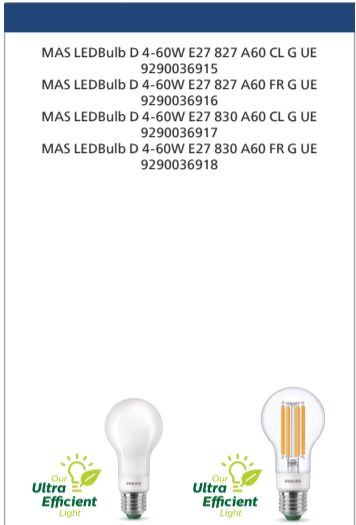 MAS LEDBulb D 4-60W E27 827 A60 CL G UE
9290036915
MAS LEDBulb D 4-60W E27 827 A60 FR G UE
9290036916
MAS LEDBulb D 4-60W E27 830 A60 CL G UE
9290036917
MAS LEDBulb D 4-60W E27 830 A60 FR G UE
9290036918
Our
Ultra
Efficient
Light
PHILIPS
Our
Ultra
Efficient
Light
PHILIPS